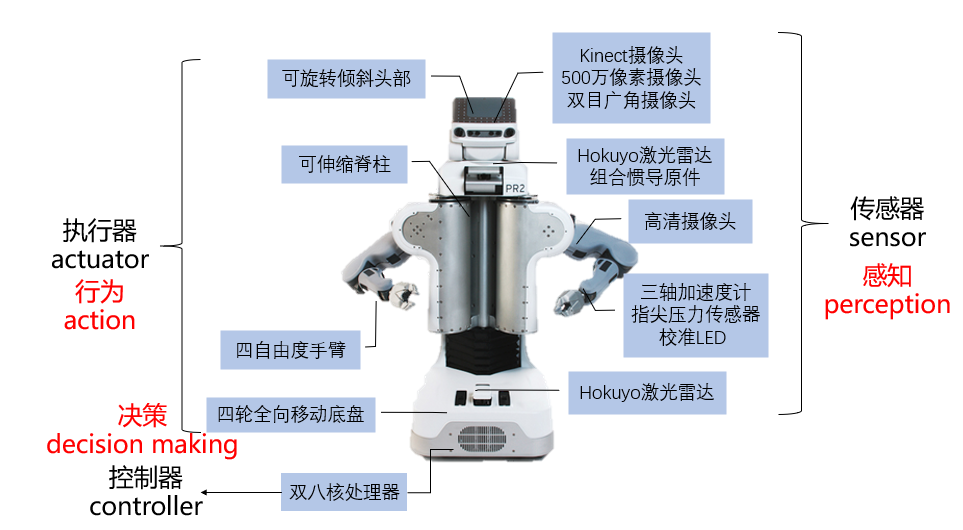 可旋转倾斜头部
Kinect摄像头
500万像素摄像头
双目广角摄像头
可伸缩脊柱
Hokuyo激光雷达
组合惯导原件
PR2
高清摄像头
执行器
actuator
行为
action
传感器
sensor
感知
perception
三轴加速度计
指尖压力传感器
校准LED
四自由度手臂
Hokuyo激光雷达
四轮全向移动底盘
决策
decision making
控制器
controller
双八核处理器